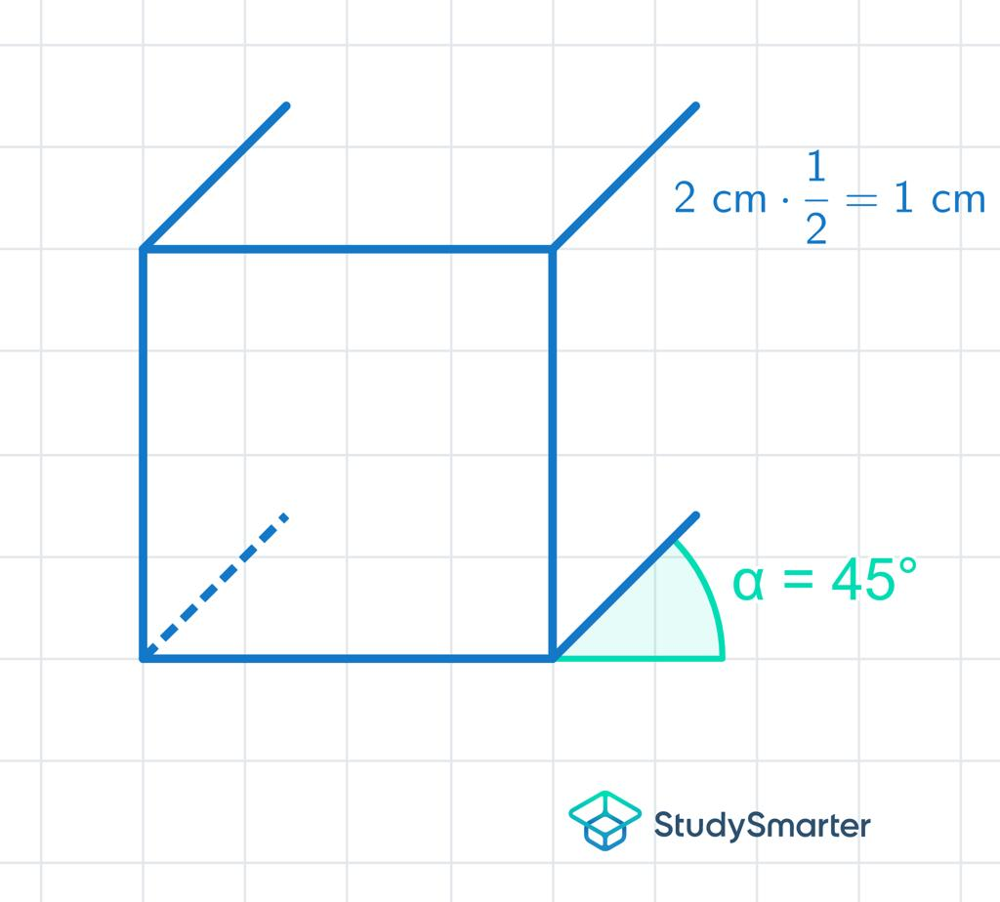 2 cm · 1/2 = 1 cm
α = 45°
StudySmarter